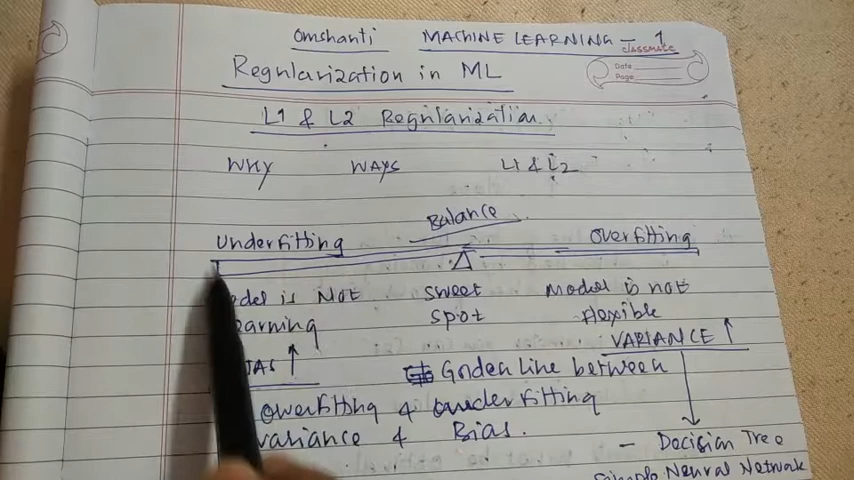 Omshanti MACHINE LEARNING - 1
classmate
Date
Page
Regularization in ML
L1 & L2 Regularization
WHY WAYS L1 & L2
Balance
Underfitting Overfitting
is Not Sweet Model is not
Spot flexible
VARIANCE ↑
↑ Golden Line between
overfitting & underfitting
variance & Bias.
- Decision Tree
Simple Neural Network